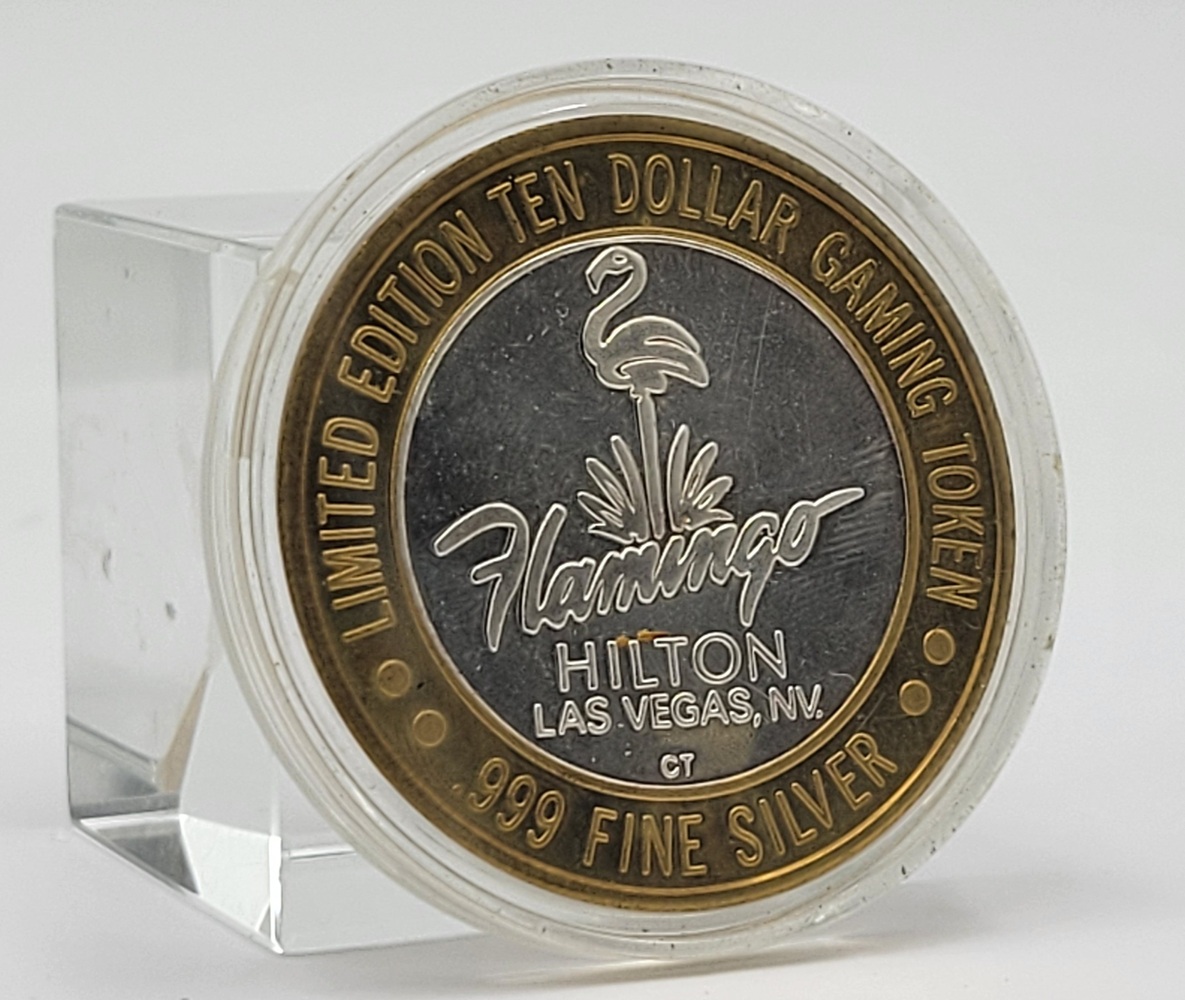 LIMITED EDITION TEN DOLLAR GAMING TOKEN
Flamingo
HILTON
LAS VEGAS, NV.
CT
.999 FINE SILVER